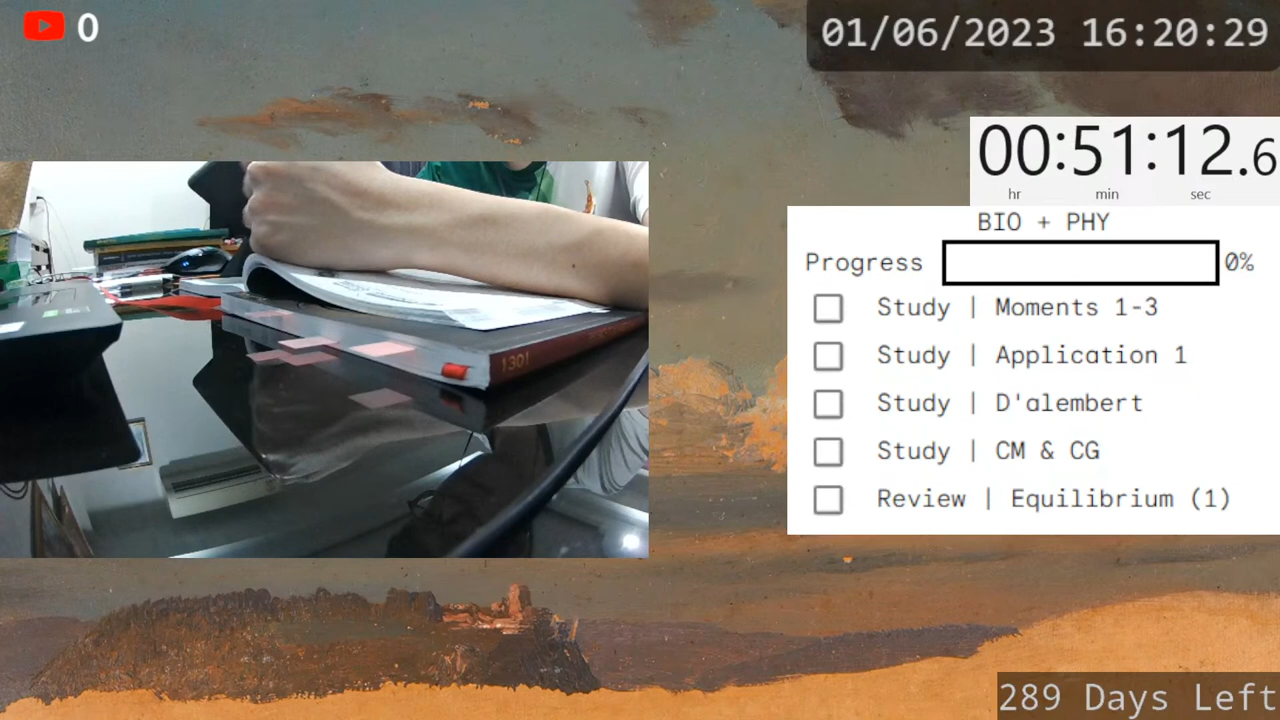 0
01/06/2023 16:20:29
00:51:12.6
hr min sec
BIO + PHY
Progress 0%
Study | Moments 1-3
Study | Application 1
Study | D'alembert
Study | CM & CG
Review | Equilibrium (1)
1301
289 Days Left